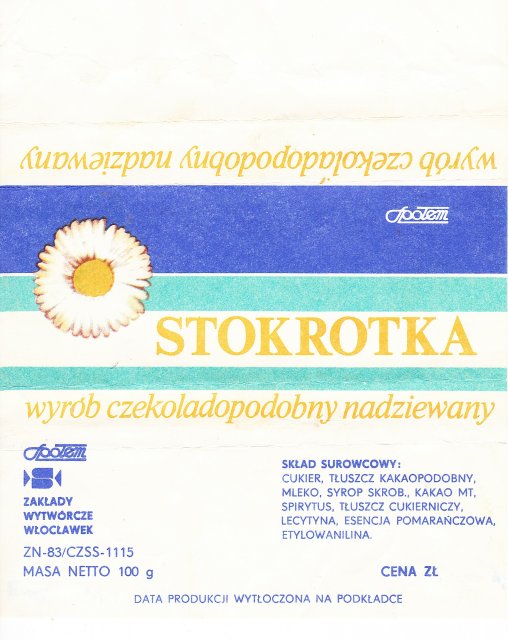 wyrób czekoladopodobny nadziewany
Społem
STOKROTKA
wyrób czekoladopodobny nadziewany
Społem
ZAKŁADY
WYTWÓRCZE
WŁOCŁAWEK
ZN-83/CZSS-1115
MASA NETTO 100 g
SKŁAD SUROWCOWY:
CUKIER, TŁUSZCZ KAKAOPODOBNY,
MLEKO, SYROP SKROB., KAKAO MT,
SPIRYTUS, TŁUSZCZ CUKIERNICZY,
LECYTYNA, ESENCJA POMARAŃCZOWA,
ETYLOWANILINA.
CENA ZŁ
DATA PRODUKCJI WYTŁOCZONA NA PODKŁADCE